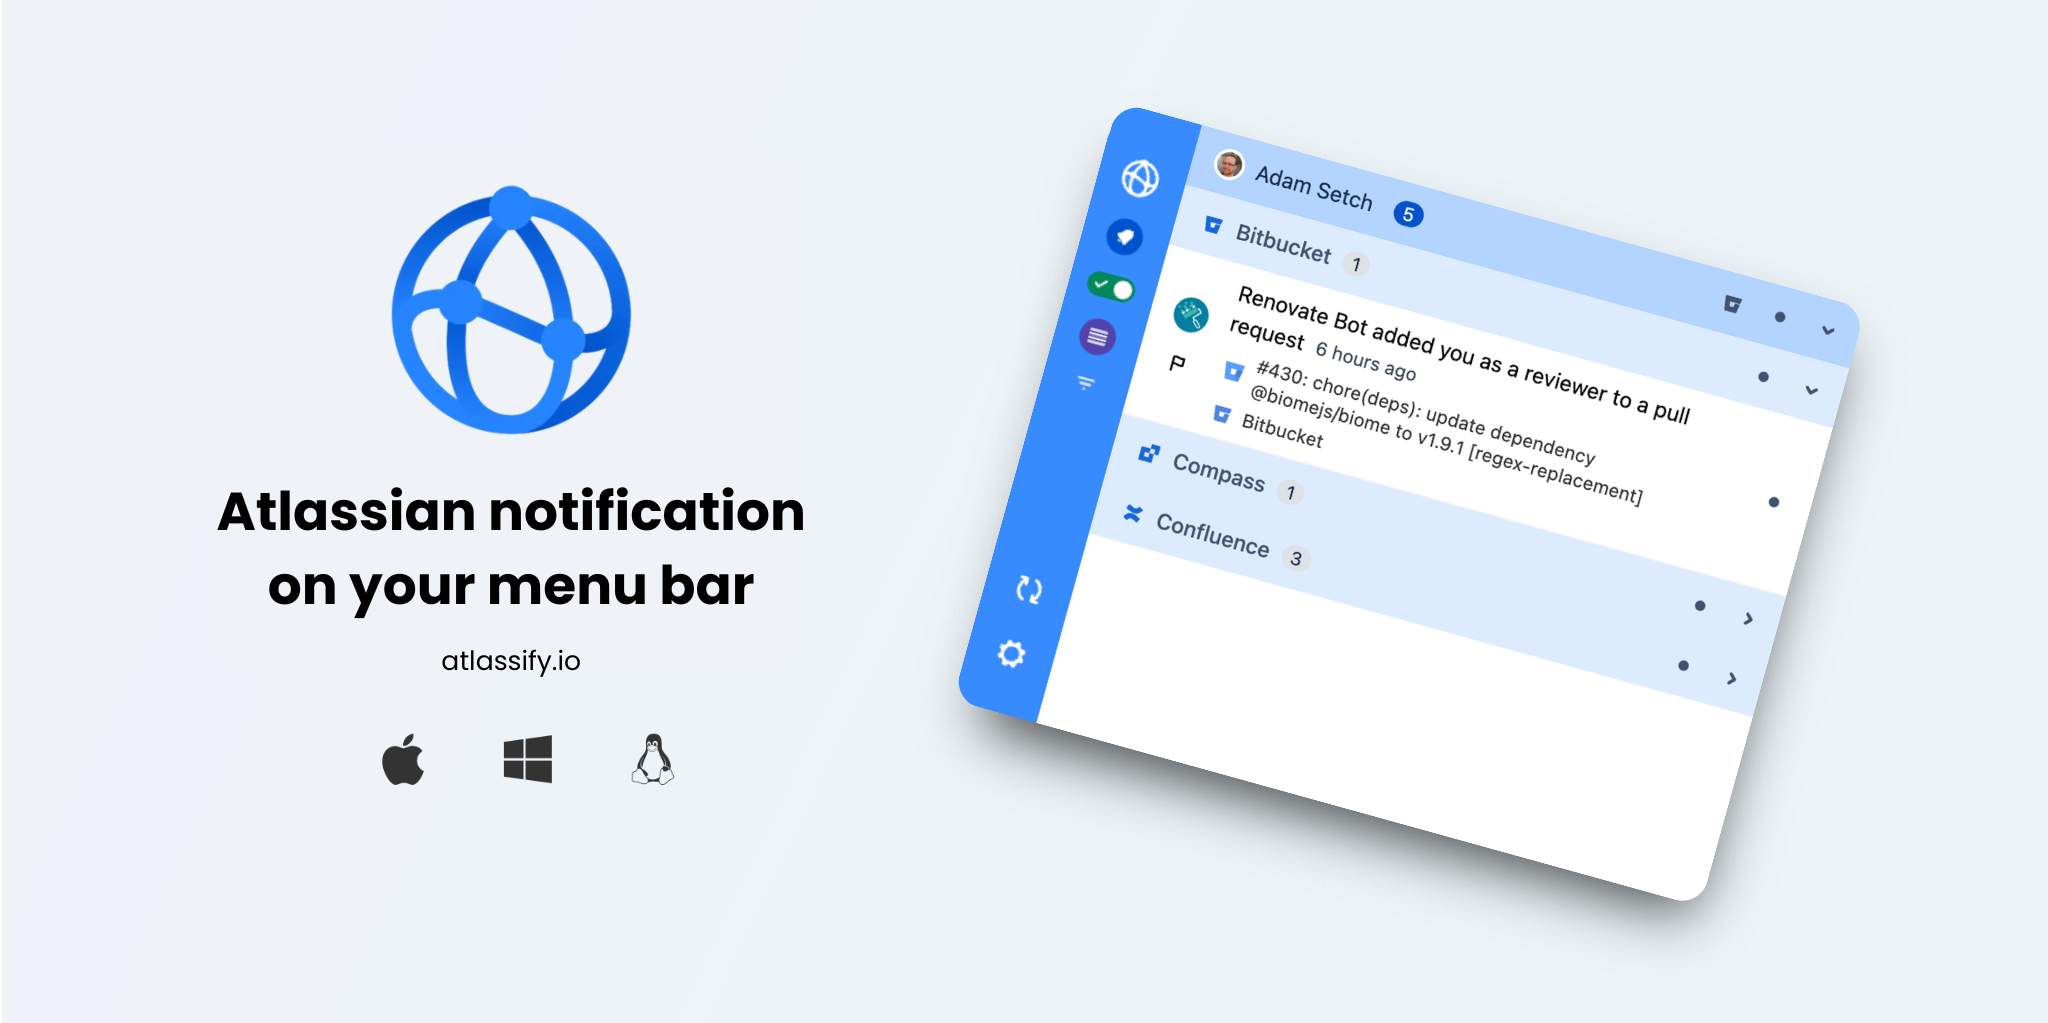 Atlassian notification
on your menu bar
atlassify.io
Adam Setch 5
Bitbucket 1
Renovate Bot added you as a reviewer to a pull
request 6 hours ago
#430: chore(deps): update dependency
@biomejs/biome to v1.9.1 [regex-replacement]
Bitbucket
Compass 1
Confluence 3